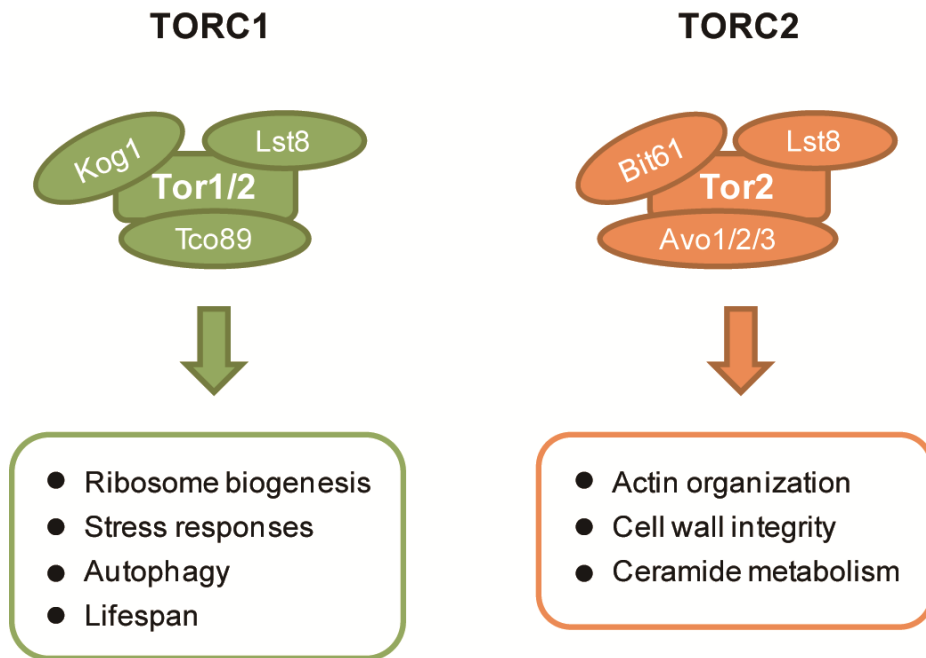 TORC1
Kog1
Lst8
Tor1/2
Tco89
Ribosome biogenesis
Stress responses
Autophagy
Lifespan
TORC2
Bit61
Lst8
Tor2
Avo1/2/3
Actin organization
Cell wall integrity
Ceramide metabolism